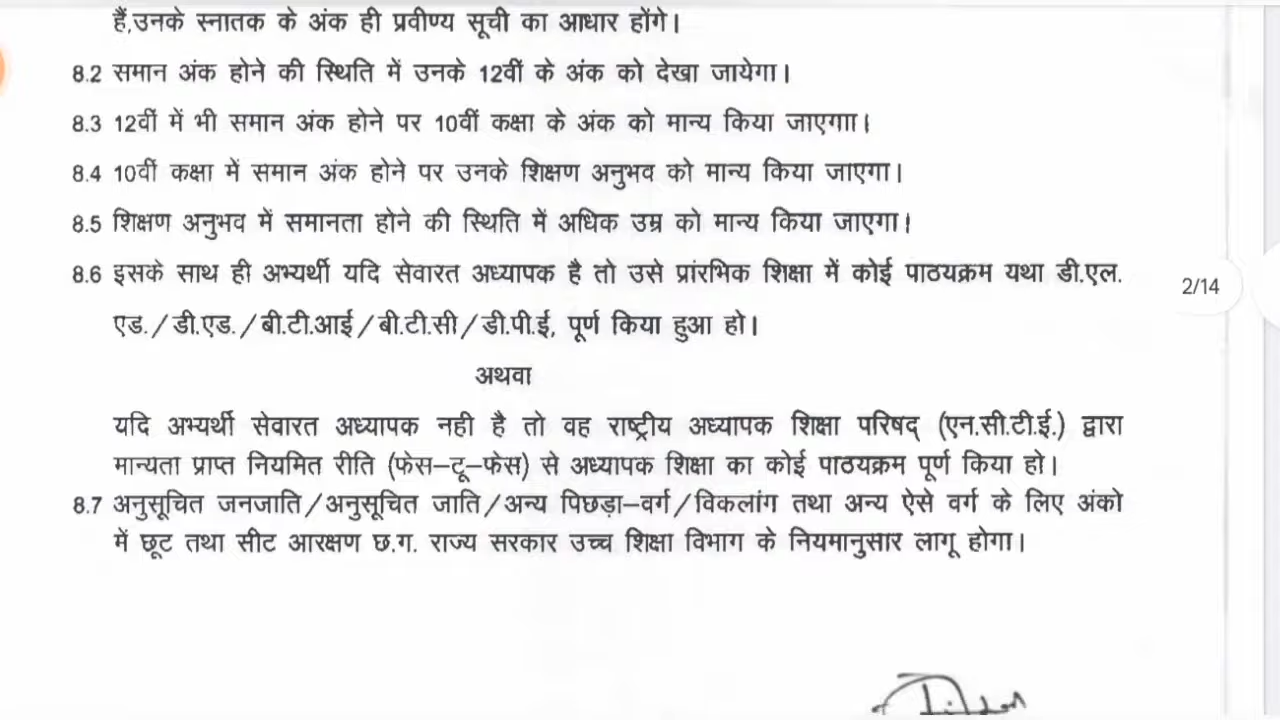 हैं,उनके स्नातक के अंक ही प्रवीण्य सूची का आधार होंगे।
8.2 समान अंक होने की स्थिति में उनके 12वीं के अंक को देखा जायेगा।
8.3 12वीं में भी समान अंक होने पर 10वीं कक्षा के अंक को मान्य किया जाएगाा।
8.4 10वीं कक्षा में समान अंक होने पर उनके शिक्षण अनुभव को मान्य किया जाएगा।
8.5 शिक्षण अनुभव में समानता होने की स्थिति में अधिक उम्र को मान्य किया जाएगा।
8.6 इसके साथ ही अभ्यर्थी यदि सेवारत अध्यापक है तो उसे प्रांरभिक शिक्षा में कोई पाठयक्रम यथा डी.एल.
एड./डी.एड./बी.टी.आई/बी.टी.सी/डी.पी.ई, पूर्ण किया हुआ हो।
2/14
अथवा
यदि अभ्यर्थी सेवारत अध्यापक नही है तो वह राष्ट्रीय अध्यापक शिक्षा परिषद् (एन.सी.टी.ई.) द्वारा
मान्यता प्राप्त नियमित रीति (फेस–टू–फेस) से अध्यापक शिक्षा का कोई पाठयक्रम पूर्ण किया हो।
8.7 अनुसूचित जनजाति/अनुसूचित जाति/अन्य पिछड़ा–वर्ग/विकलांग तथा अन्य ऐसे वर्ग के लिए अंको
में छूट तथा सीट आरक्षण छ.ग. राज्य सरकार उच्च शिक्षा विभाग के नियमानुसार लागू होगा।